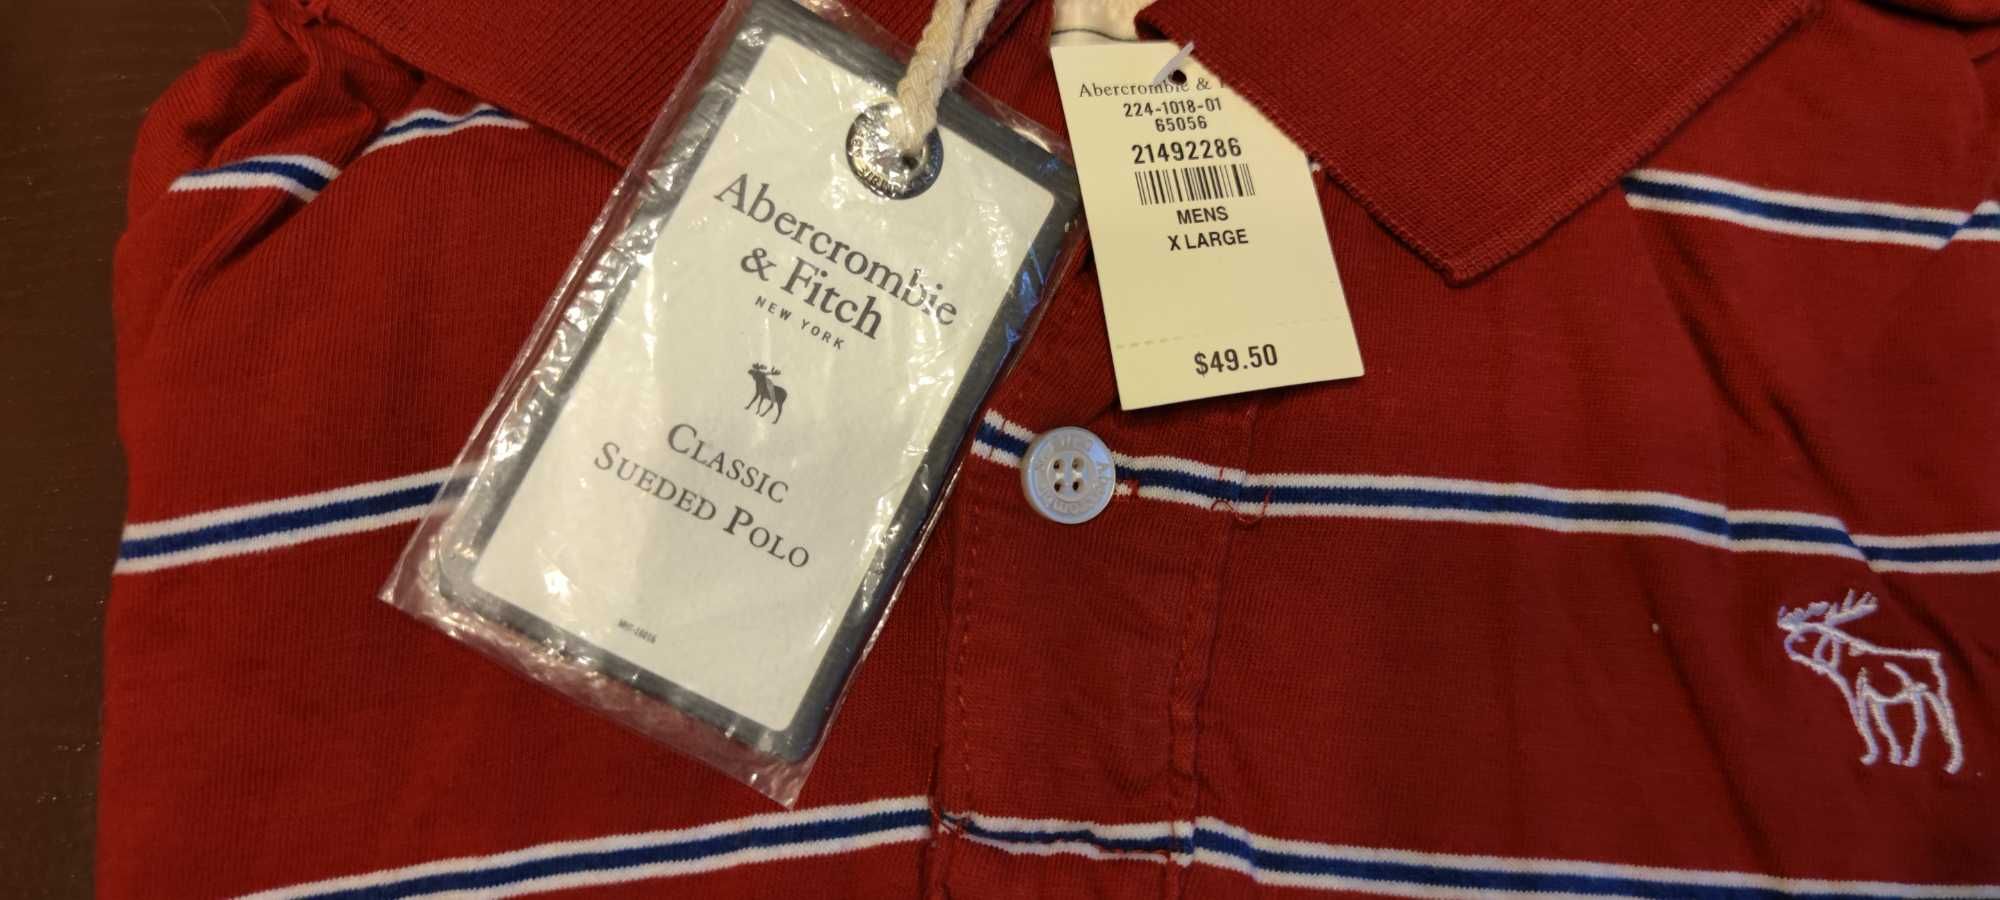 Abercrombie
& Fitch
NEW YORK
CLASSIC
SUEDED POLO
Abercrombie &
224-1018-01
65056
21492286
MENS
X LARGE
$49.50